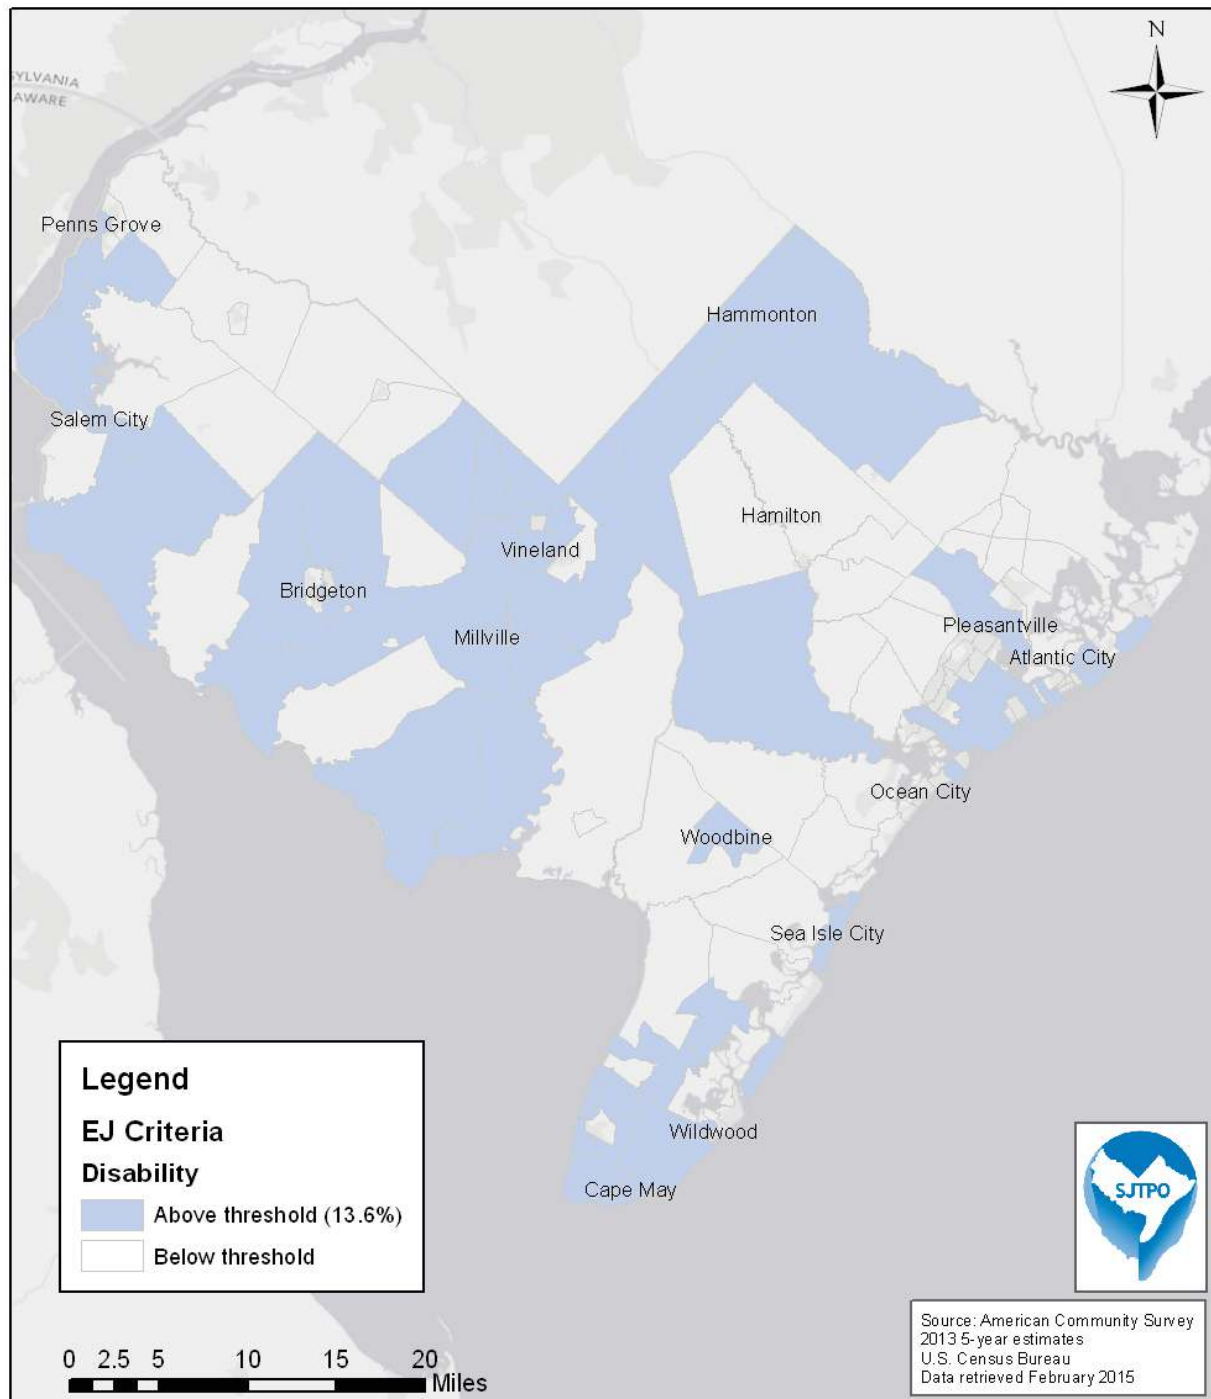 N
SYLVANIA
AWARE
Penns Grove
Hammonton
Salem City
Hamilton
Vineland
Bridgeton
Millville
Pleasantville
Atlantic City
Ocean City
Woodbine
Sea Isle City
Wildwood
Cape May
Legend
EJ Criteria
Disability
Above threshold (13.6%)
Below threshold
0 2.5 5 10 15 20
Miles
SJTPO
Source: American Community Survey
2013 5-year estimates
U.S. Census Bureau
Data retrieved February 2015